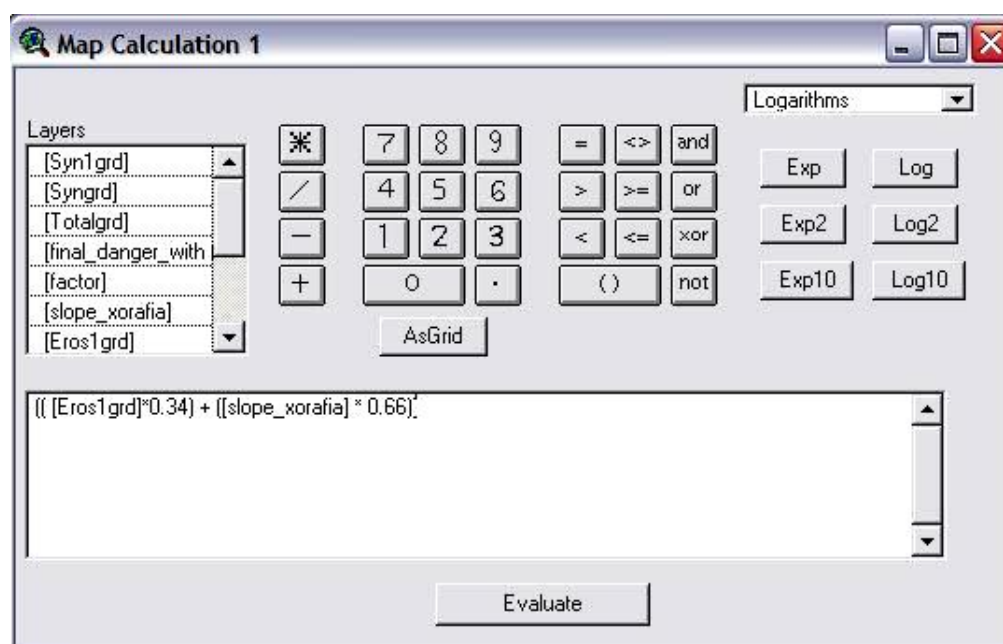 Map Calculation 1
Logarithms
Layers
[Syn1grd]
[Syngrd]
[Totalgrd]
[final_danger_with
[factor]
[slope_xorafia]
[Eros1grd]
* 7 8 9 = <> and
/ 4 5 6 > >= or
- 1 2 3 < <= xor
+ 0 . ( ) not
AsGrid
Exp Log
Exp2 Log2
Exp10 Log10
(( [Eros1grd]*0.34) + ([slope_xorafia] * 0.66))
Evaluate